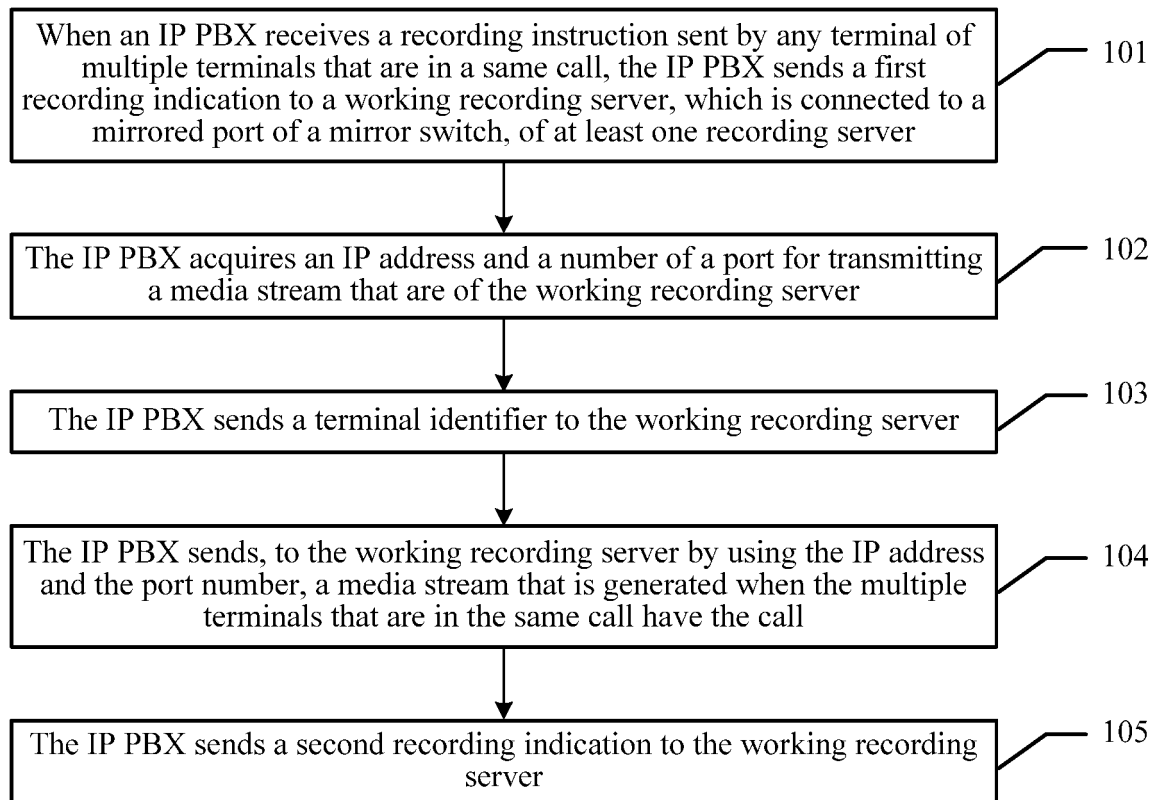 When an IP PBX receives a recording instruction sent by any terminal of
multiple terminals that are in a same call, the IP PBX sends a first
recording indication to a working recording server, which is connected to a
mirrored port of a mirror switch, of at least one recording server
101
The IP PBX acquires an IP address and a number of a port for transmitting
a media stream that are of the working recording server
102
The IP PBX sends a terminal identifier to the working recording server
103
The IP PBX sends, to the working recording server by using the IP address
and the port number, a media stream that is generated when the multiple
terminals that are in the same call have the call
104
The IP PBX sends a second recording indication to the working recording
server
105